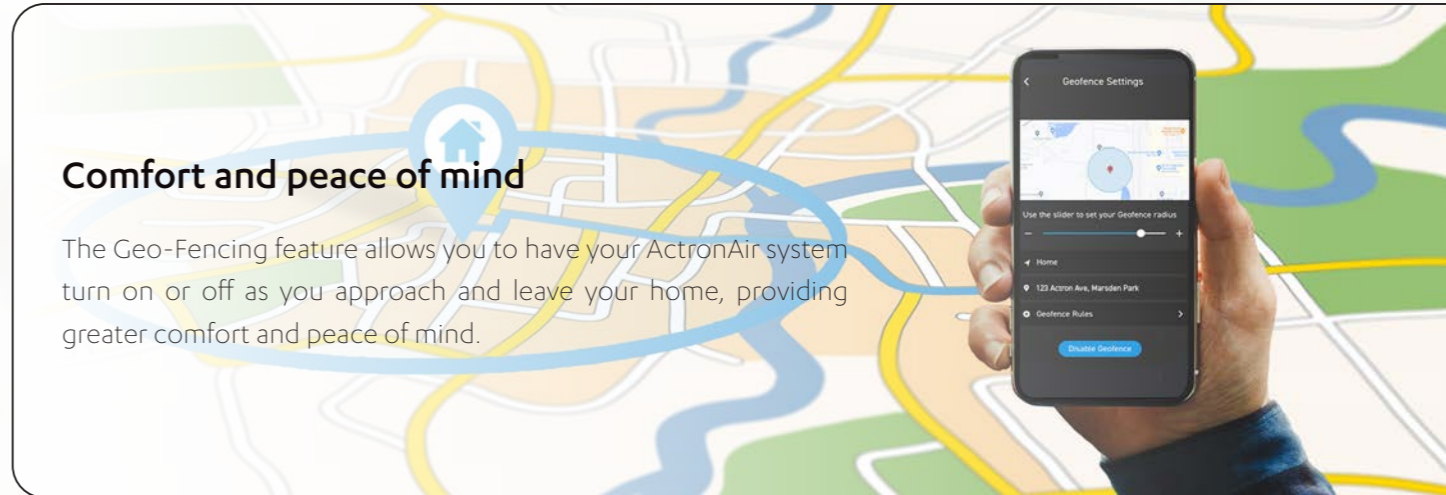 Comfort and peace of mind
The Geo-Fencing feature allows you to have your ActronAir system
turn on or off as you approach and leave your home, providing
greater comfort and peace of mind.
Geofence Settings
Use the slider to set your Geofence radius
Home
123 Actron Ave, Marsden Park
Geofence Rules
Disable Geofence